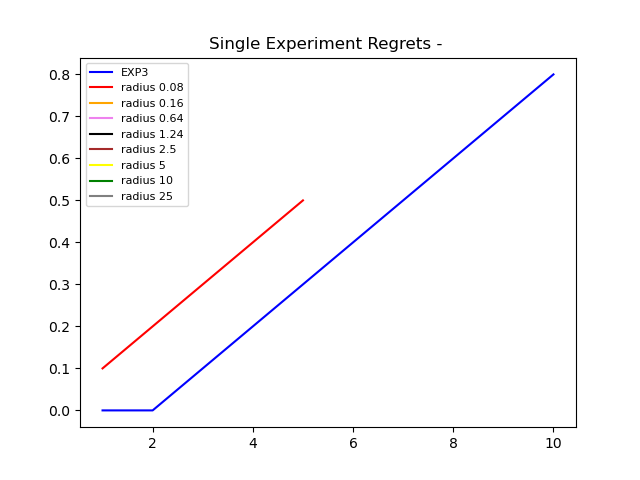 Single Experiment Regrets -
EXP3
radius 0.08
radius 0.16
radius 0.64
radius 1.24
radius 2.5
radius 5
radius 10
radius 25
0.8
0.7
0.6
0.5
0.4
0.3
0.2
0.1
0.0
2 4 6 8 10